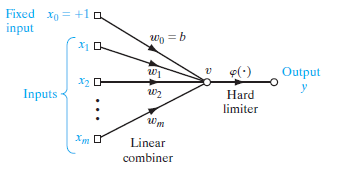 Fixed x₀ = +1
input
w₀ = b
x₁
w₁
v φ(·) Output
x₂
w₂
y
Inputs
Hard
limiter
wₘ
xₘ
Linear
combiner